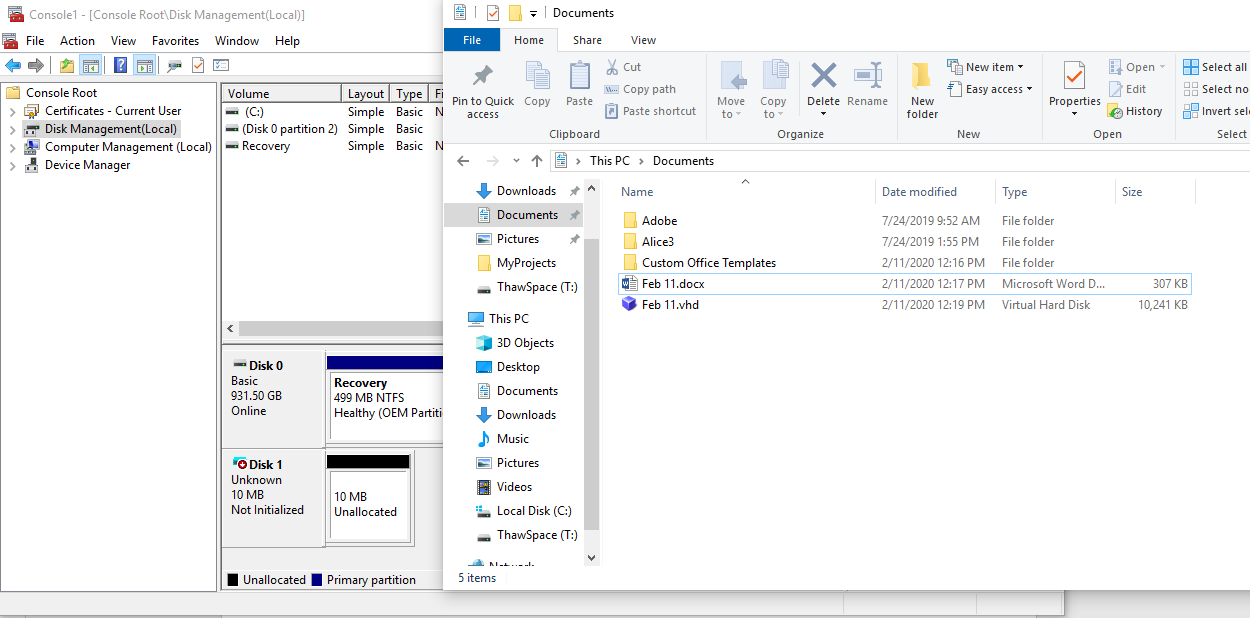 Console1 - [Console Root\Disk Management(Local)]
File Action View Favorites Window Help
Console Root
Certificates - Current User
Disk Management(Local)
Computer Management (Local)
Device Manager
Volume Layout Type Fi
(C:) Simple Basic N
(Disk 0 partition 2) Simple Basic
Recovery Simple Basic N
Disk 0
Basic
931.50 GB
Online
Recovery
499 MB NTFS
Healthy (OEM Partiti
Disk 1
Unknown
10 MB
Not Initialized
10 MB
Unallocated
Unallocated Primary partition
Documents
File Home Share View
Pin to Quick access
Copy
Paste
Cut
Copy path
Paste shortcut
Clipboard
Move to
Copy to
Delete
Rename
Organize
New folder
New item
Easy access
New
Properties
Open
Edit
History
Open
Select all
Select no
Invert sele
Select
This PC > Documents
Downloads
Documents
Pictures
MyProjects
ThawSpace (T:)
This PC
3D Objects
Desktop
Documents
Downloads
Music
Pictures
Videos
Local Disk (C:)
ThawSpace (T:)
Network
Name Date modified Type Size
Adobe 7/24/2019 9:52 AM File folder
Alice3 7/24/2019 1:55 PM File folder
Custom Office Templates 2/11/2020 12:16 PM File folder
Feb 11.docx 2/11/2020 12:17 PM Microsoft Word D... 307 KB
Feb 11.vhd 2/11/2020 12:19 PM Virtual Hard Disk 10,241 KB
5 items